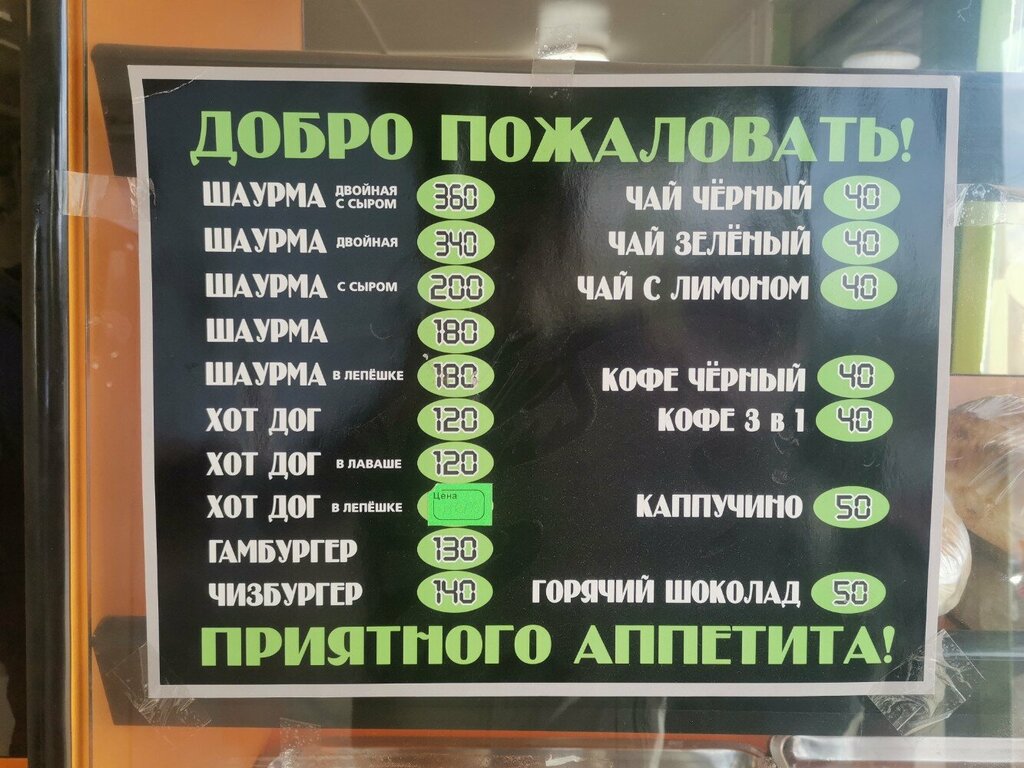 ДОБРО ПОЖАЛОВАТЬ!
ШАУРМА ДВОЙНАЯ С СЫРОМ 360
ШАУРМА ДВОЙНАЯ 340
ШАУРМА С СЫРОМ 200
ШАУРМА 180
ШАУРМА В ЛЕПЁШКЕ 180
ХОТ ДОГ 120
ХОТ ДОГ В ЛАВАШЕ 120
ХОТ ДОГ В ЛЕПЁШКЕ Цена
ГАМБУРГЕР 130
ЧИЗБУРГЕР 140
ЧАЙ ЧЁРНЫЙ 40
ЧАЙ ЗЕЛЁНЫЙ 40
ЧАЙ С ЛИМОНОМ 40
КОФЕ ЧЁРНЫЙ 40
КОФЕ 3 в 1 40
КАППУЧИНО 50
ГОРЯЧИЙ ШОКОЛАД 50
ПРИЯТНОГО АППЕТИТА!